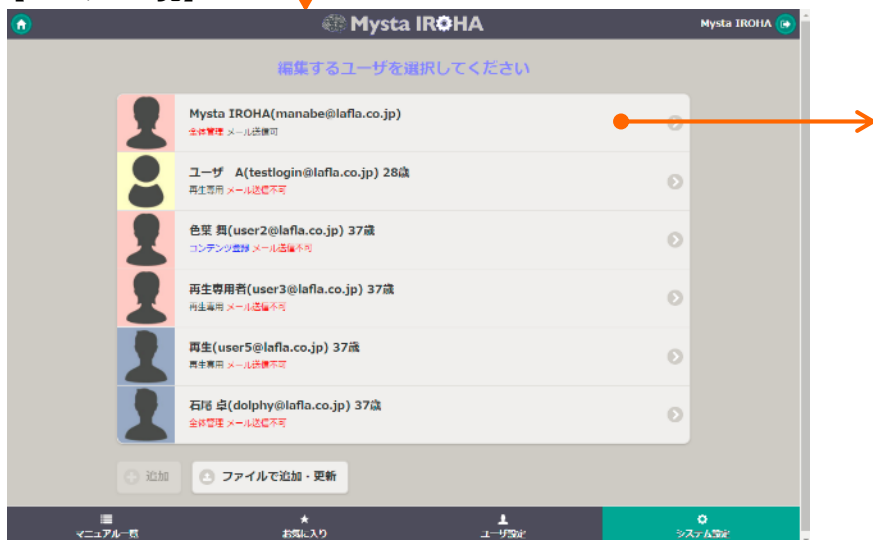 Mysta IROHA
Mysta IROHA
編集するユーザを選択してください
Mysta IROHA(manabe@lafla.co.jp)
全体管理 メール送信可
ユーザ A(testlogin@lafla.co.jp) 28歳
再生専用 メール送信不可
色葉 舞(user2@lafla.co.jp) 37歳
コンテンツ登録 メール送信不可
再生専用者(user3@lafla.co.jp) 37歳
再生専用 メール送信不可
再生(user5@lafla.co.jp) 37歳
再生専用 メール送信不可
石尾 卓(dolphy@lafla.co.jp) 37歳
全体管理 メール送信不可
追加
ファイルで追加・更新
マニュアル一覧
お気に入り
ユーザ設定
システム設定